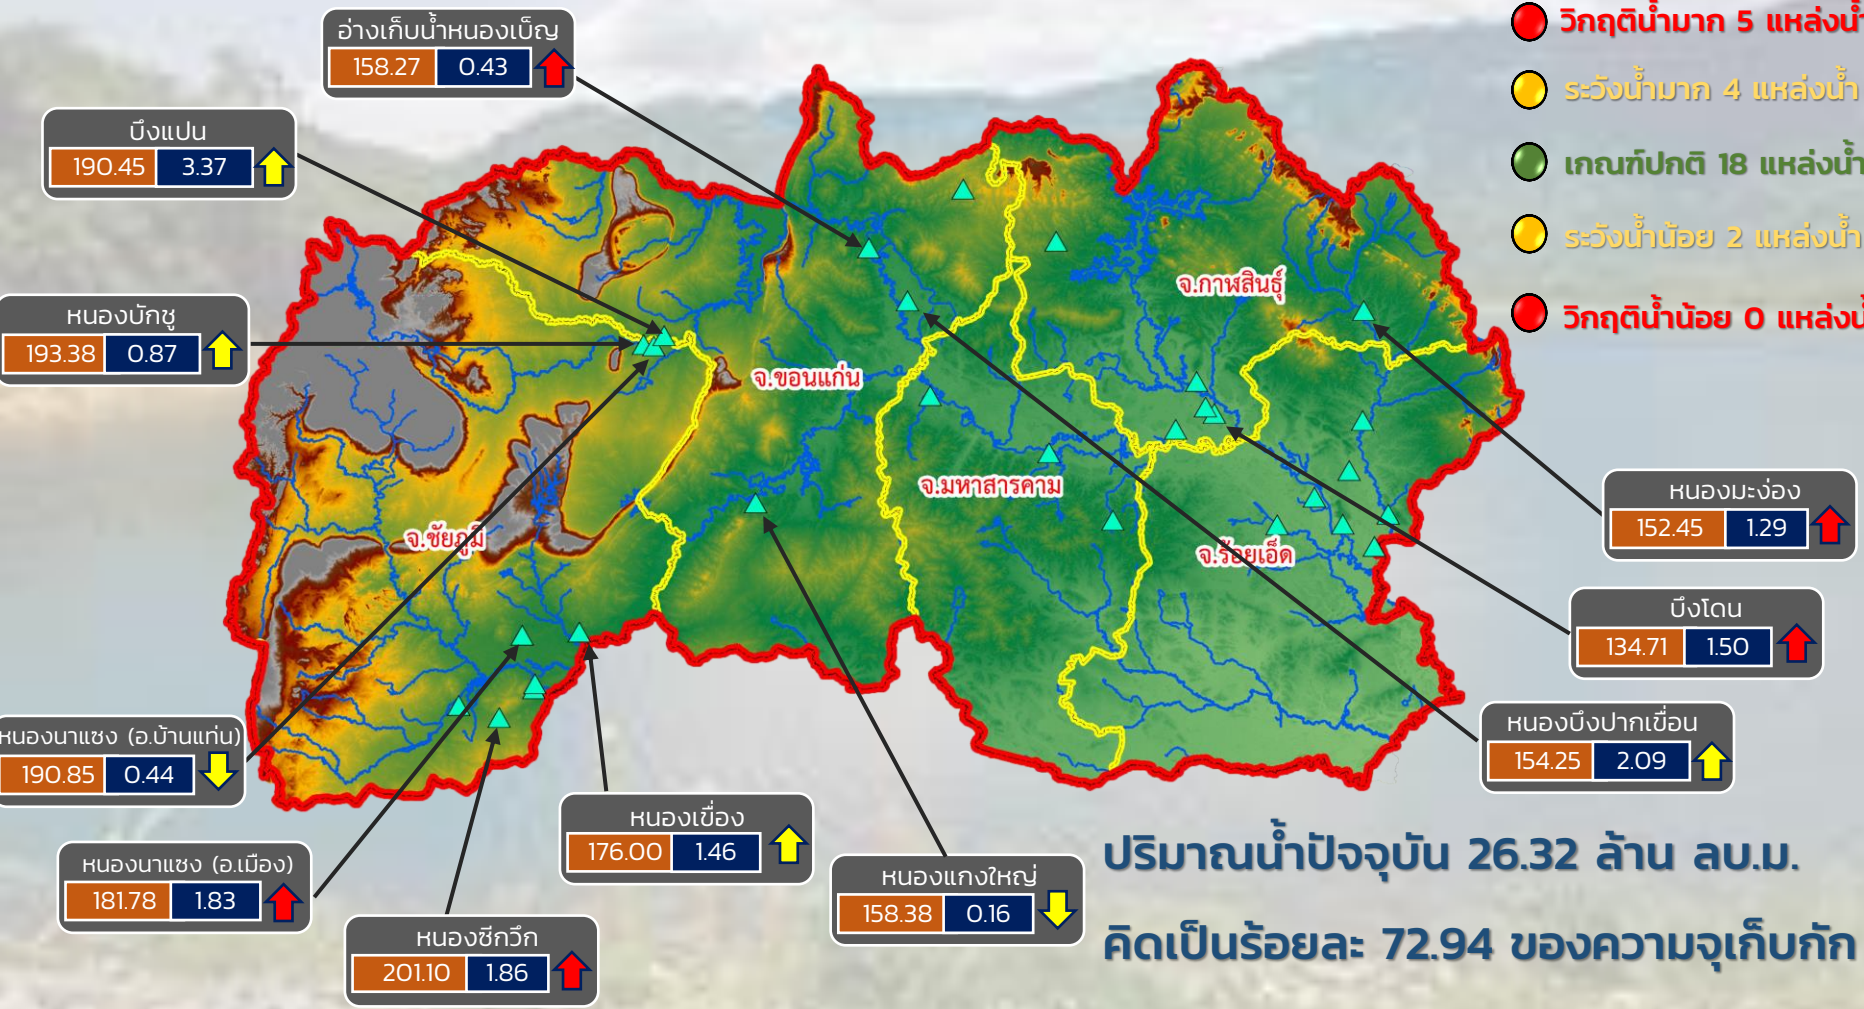 อ่างเก็บน้ำหนองเบ็ญ
158.27 0.43
วิกฤติน้ำมาก 5 แหล่งน้ำ
ระวังน้ำมาก 4 แหล่งน้ำ
เกณฑ์ปกติ 18 แหล่งน้ำ
ระวังน้ำน้อย 2 แหล่งน้ำ
วิกฤติน้ำน้อย 0 แหล่งน้ำ
บึงแปน
190.45 3.37
หนองบักชู
193.38 0.87
จ.กาฬสินธุ์
จ.ขอนแก่น
จ.มหาสารคาม
จ.ชัยภูมิ
จ.ร้อยเอ็ด
หนองมะง่อง
152.45 1.29
บึงโดน
134.71 1.50
หนองบึงปากเขื่อน
154.25 2.09
หนองนาแซง (อ.บ้านแท่น)
190.85 0.44
หนองนาแซง (อ.เมือง)
181.78 1.83
หนองซีกวึก
201.10 1.86
หนองเขื่อง
176.00 1.46
หนองแกงใหญ่
158.38 0.16
ปริมาณน้ำปัจจุบัน 26.32 ล้าน ลบ.ม.
คิดเป็นร้อยละ 72.94 ของความจุเก็บกัก